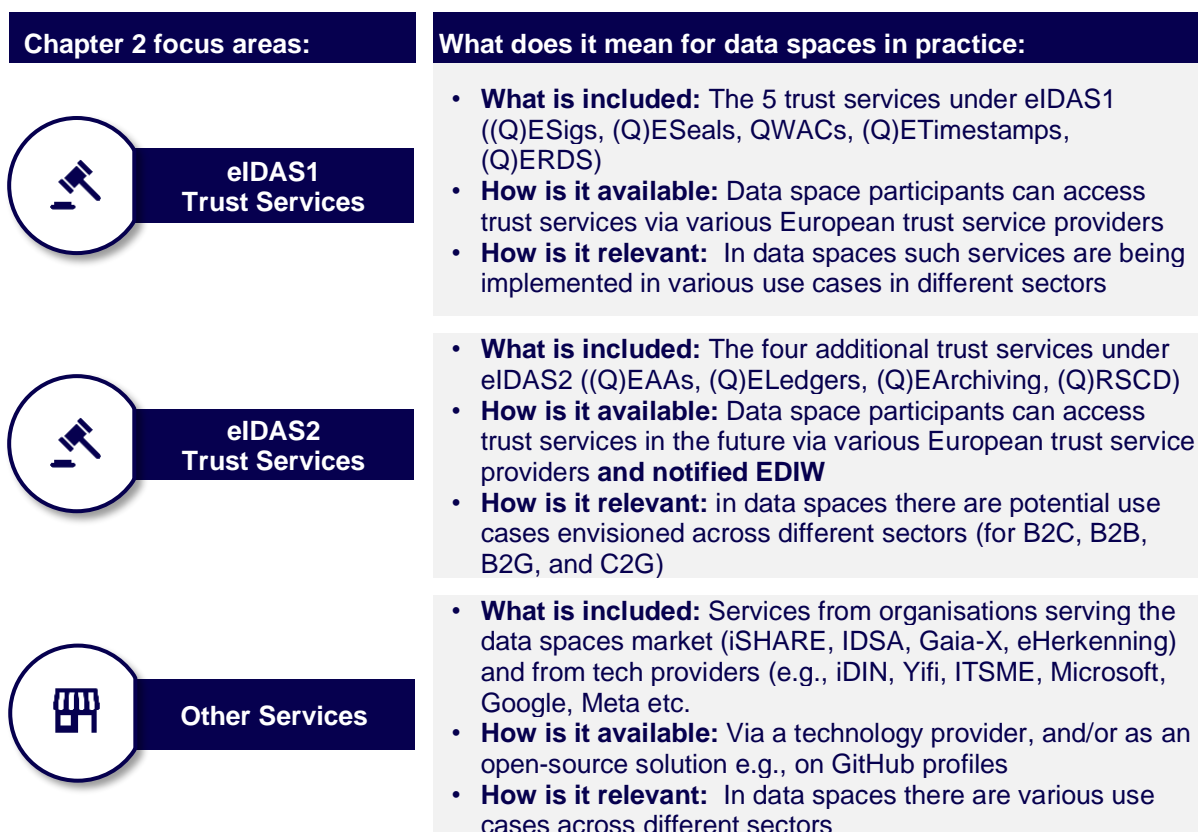 Chapter 2 focus areas:
What does it mean for data spaces in practice:
eIDAS1
Trust Services
• What is included: The 5 trust services under eIDAS1
((Q)ESigs, (Q)ESeals, QWACs, (Q)ETimestamps,
(Q)ERDS)
• How is it available: Data space participants can access
trust services via various European trust service providers
• How is it relevant: In data spaces such services are being
implemented in various use cases in different sectors
eIDAS2
Trust Services
• What is included: The four additional trust services under
eIDAS2 ((Q)EAAs, (Q)ELedgers, (Q)EArchiving, (Q)RSCD)
• How is it available: Data space participants can access
trust services in the future via various European trust service
providers and notified EDIW
• How is it relevant: in data spaces there are potential use
cases envisioned across different sectors (for B2C, B2B,
B2G, and C2G)
Other Services
• What is included: Services from organisations serving the
data spaces market (iSHARE, IDSA, Gaia-X, eHerkenning)
and from tech providers (e.g., iDIN, Yifi, ITSME, Microsoft,
Google, Meta etc.
• How is it available: Via a technology provider, and/or as an
open-source solution e.g., on GitHub profiles
• How is it relevant: In data spaces there are various use
cases across different sectors